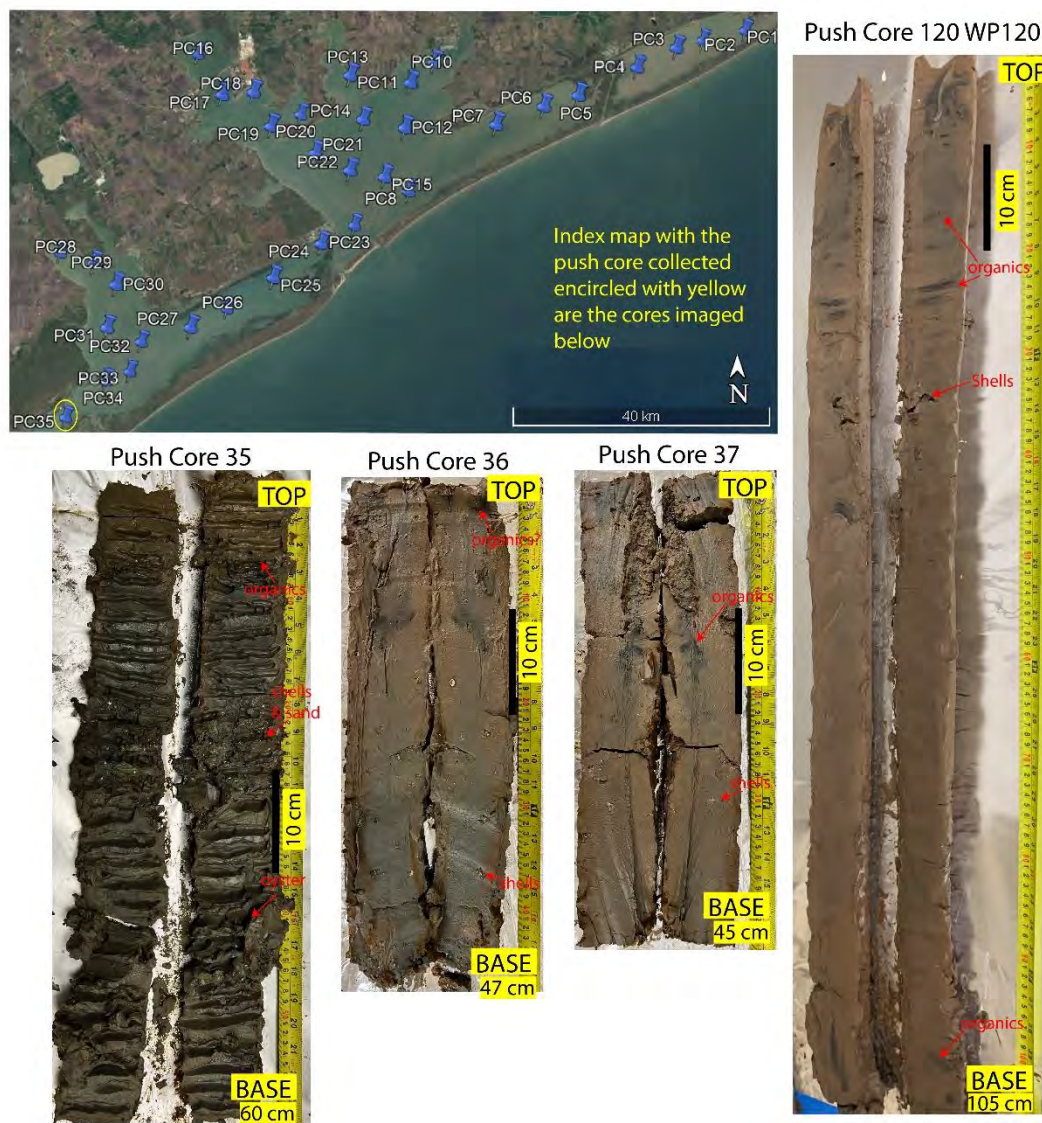 Push Core 120 WP120
TOP
10 cm
organics
Shells
organics
BASE
105 cm
PC16
PC13
PC10
PC3
PC2
PC1
PC18
PC11
PC4
PC17
PC14
PC7
PC6
PC5
PC19
PC20
PC12
PC21
PC22
PC15
PC8
PC24
PC23
PC28
PC29
PC25
PC30
PC26
PC27
PC31
PC32
PC33
PC34
PC35
Index map with the
push core collected
encircled with yellow
are the cores imaged
below
N
40 km
Push Core 35
TOP
organics
shells
& sand
10 cm
oyster
BASE
60 cm
Push Core 36
TOP
organics?
10 cm
shells
BASE
47 cm
Push Core 37
TOP
organics
10 cm
shells
BASE
45 cm